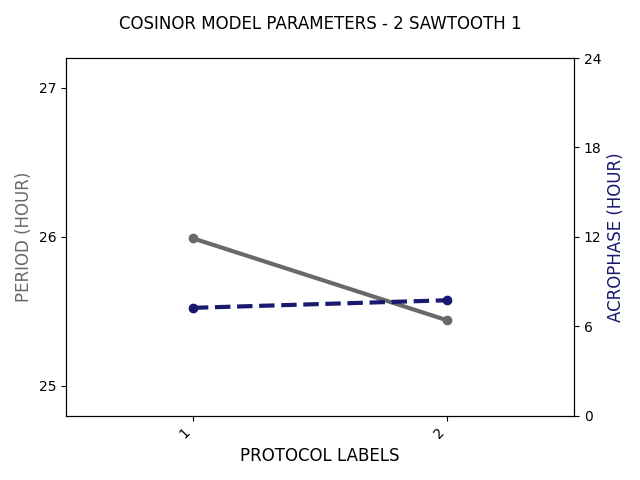 COSINOR MODEL PARAMETERS - 2 SAWTOOTH 1
27
26
25
PERIOD (HOUR)
24
18
12
6
0
ACROPHASE (HOUR)
1
2
PROTOCOL LABELS